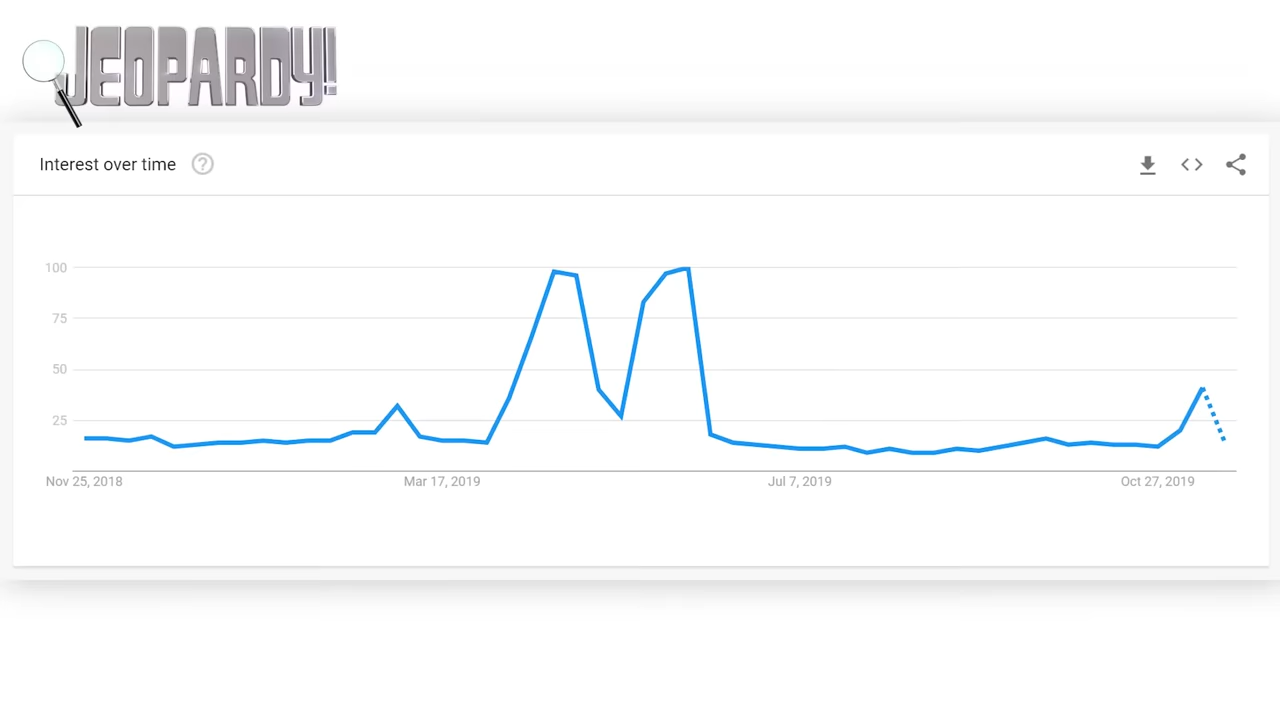 JEOPARDY!
Interest over time ?
100
75
50
25
Nov 25, 2018 Mar 17, 2019 Jul 7, 2019 Oct 27, 2019